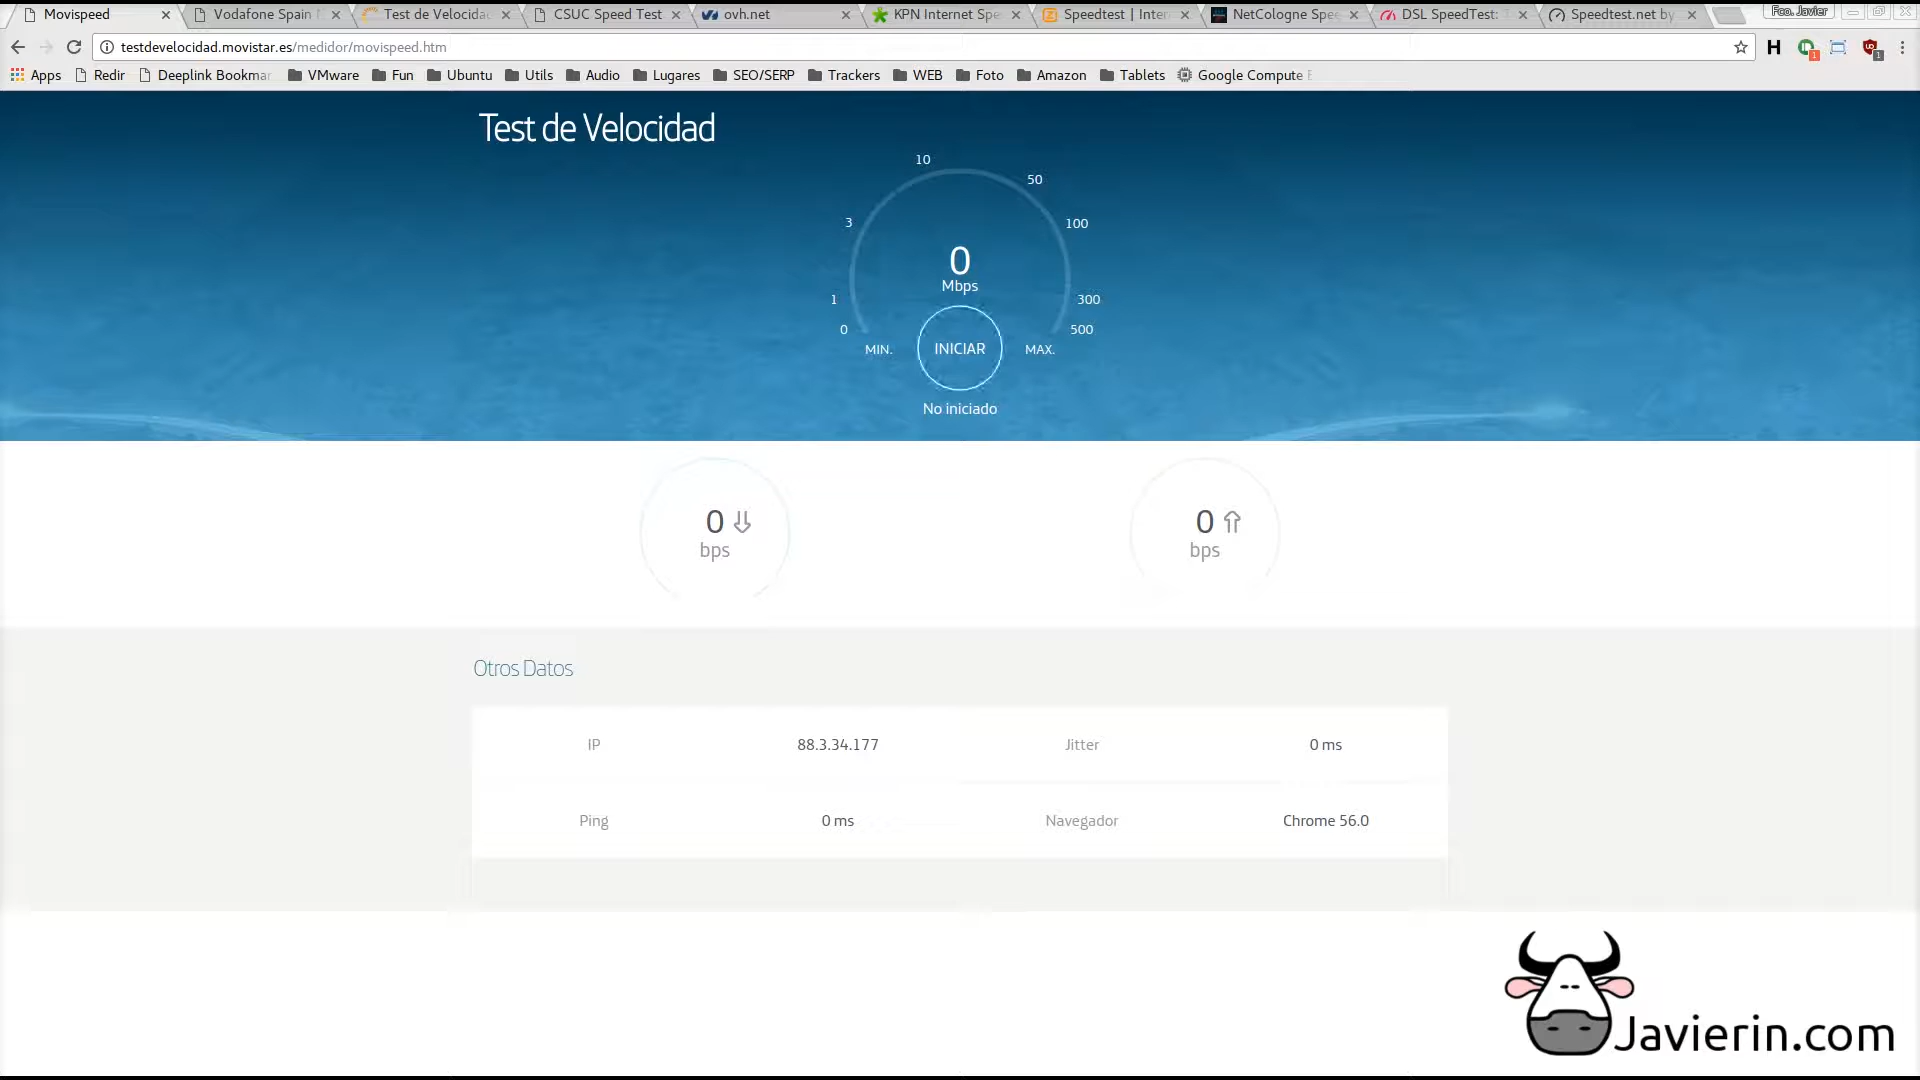 Movispeed
Vodafone Spain
Test de Velocidad
CSUC Speed Test
ovh.net
KPN Internet Spe
Speedtest | Inter
NetCologne Spee
DSL SpeedTest:
Speedtest.net by
Fco. Javier
testdevelocidad.movistar.es/medidor/movispeed.htm
H
1
1
Apps
Redir
Deeplink Bookmar
VMware
Fun
Ubuntu
Utils
Audio
Lugares
SEO/SERP
Trackers
WEB
Foto
Amazon
Tablets
Google Compute E
Test de Velocidad
10
50
3
100
0
Mbps
1
300
0
500
MIN.
INICIAR
MAX.
No iniciado
0
bps
0
bps
Otros Datos
IP 88.3.34.177 Jitter 0 ms
Ping 0 ms Navegador Chrome 56.0
Javierin.com